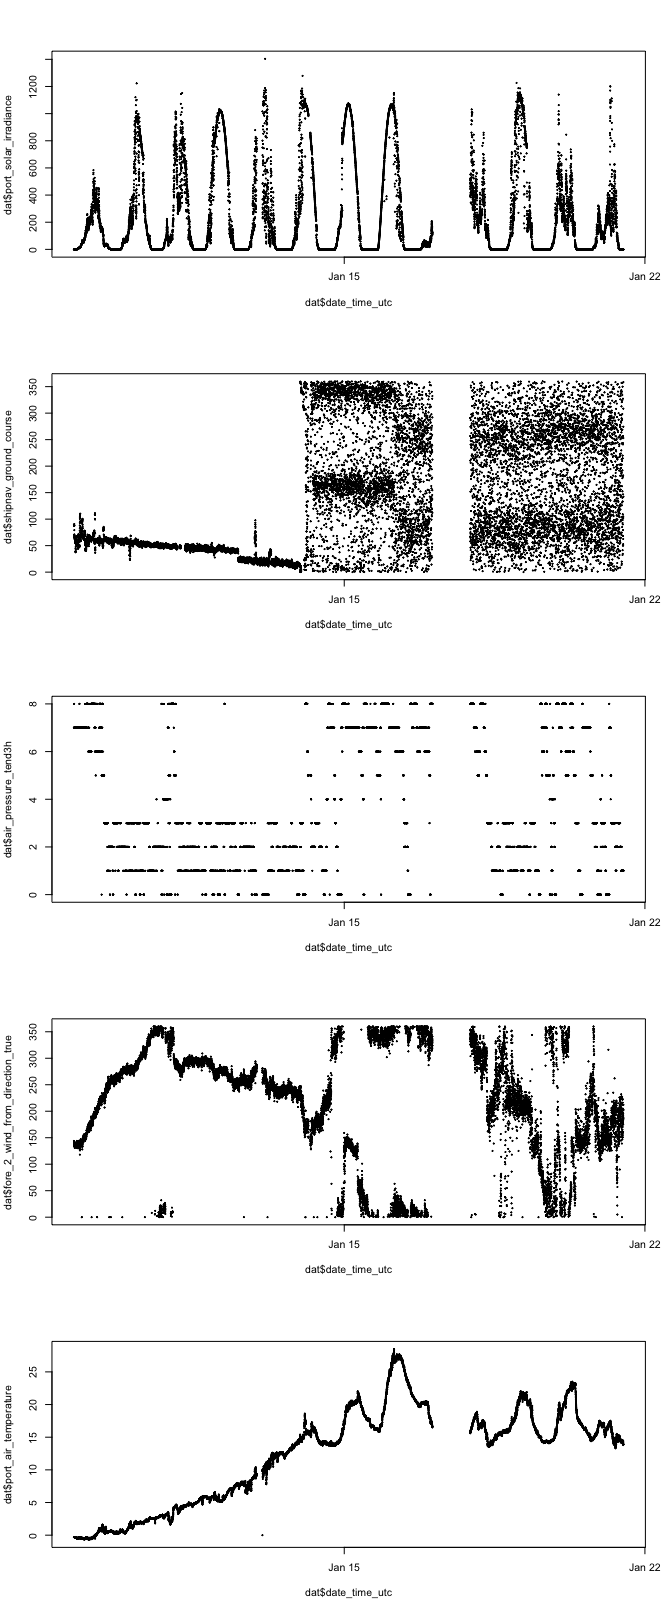 dat$port_solar_irradiance
0 200 400 600 800 1200
Jan 15 Jan 22
dat$date_time_utc
dat$shipnav_ground_course
0 50 100 150 200 250 300 350
Jan 15 Jan 22
dat$date_time_utc
dat$air_pressure_tend3h
0 2 4 6 8
Jan 15 Jan 22
dat$date_time_utc
dat$fore_2_wind_from_direction_true
0 50 100 150 200 250 300 350
Jan 15 Jan 22
dat$date_time_utc
dat$port_air_temperature
0 5 10 15 20 25
Jan 15 Jan 22
dat$date_time_utc